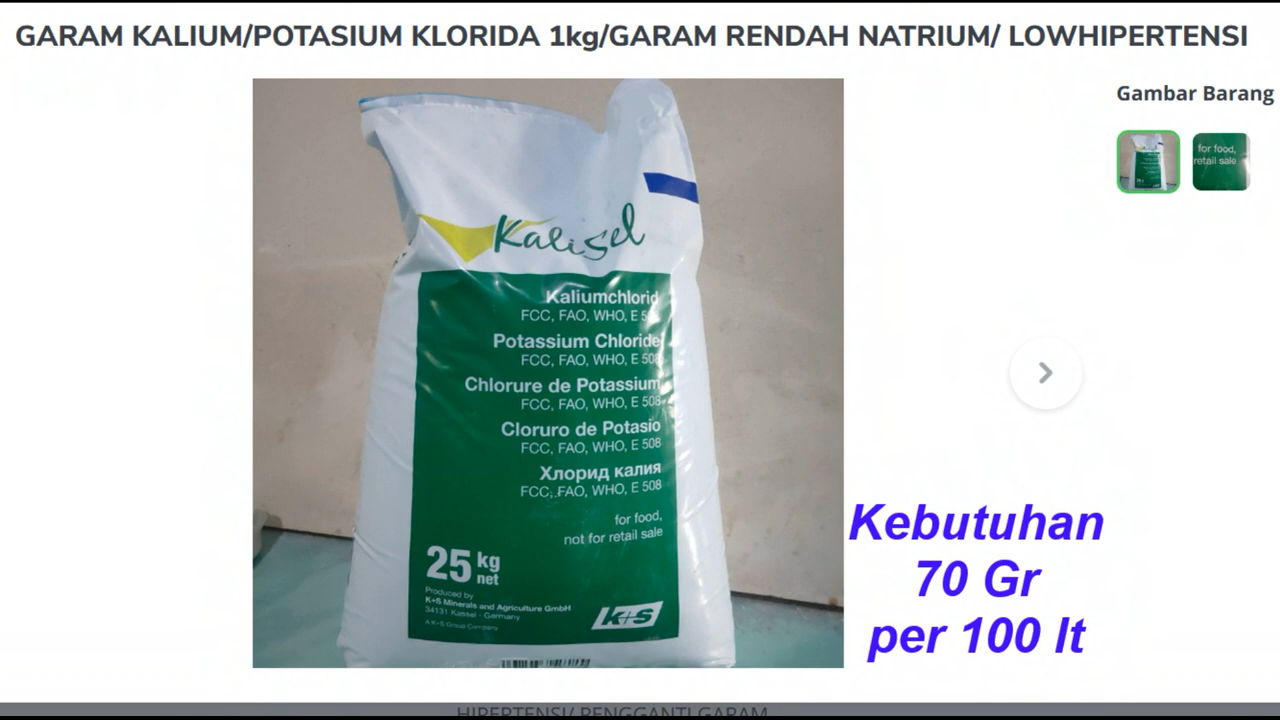 GARAM KALIUM/POTASIUM KLORIDA 1kg/GARAM RENDAH NATRIUM/ LOWHIPERTENSI
Gambar Barang
for food,
retail sale
Kalisel
Kaliumchlorid
FCC, FAO, WHO, E 508
Potassium Chloride
FCC, FAO, WHO, E 508
Chlorure de Potassium
FCC, FAO, WHO, E 508
Cloruro de Potasio
FCC, FAO, WHO, E 508
Хлорид калия
FCC, FAO, WHO, E 508
for food,
not for retail sale
25 kg
net
Produced by
K+S Minerals and Agriculture GmbH
34131 Kassel - Germany
A K+S Group Company
K+S
Kebutuhan
70 Gr
per 100 lt
HIPERTENSI/ PENGGANTI GARAM